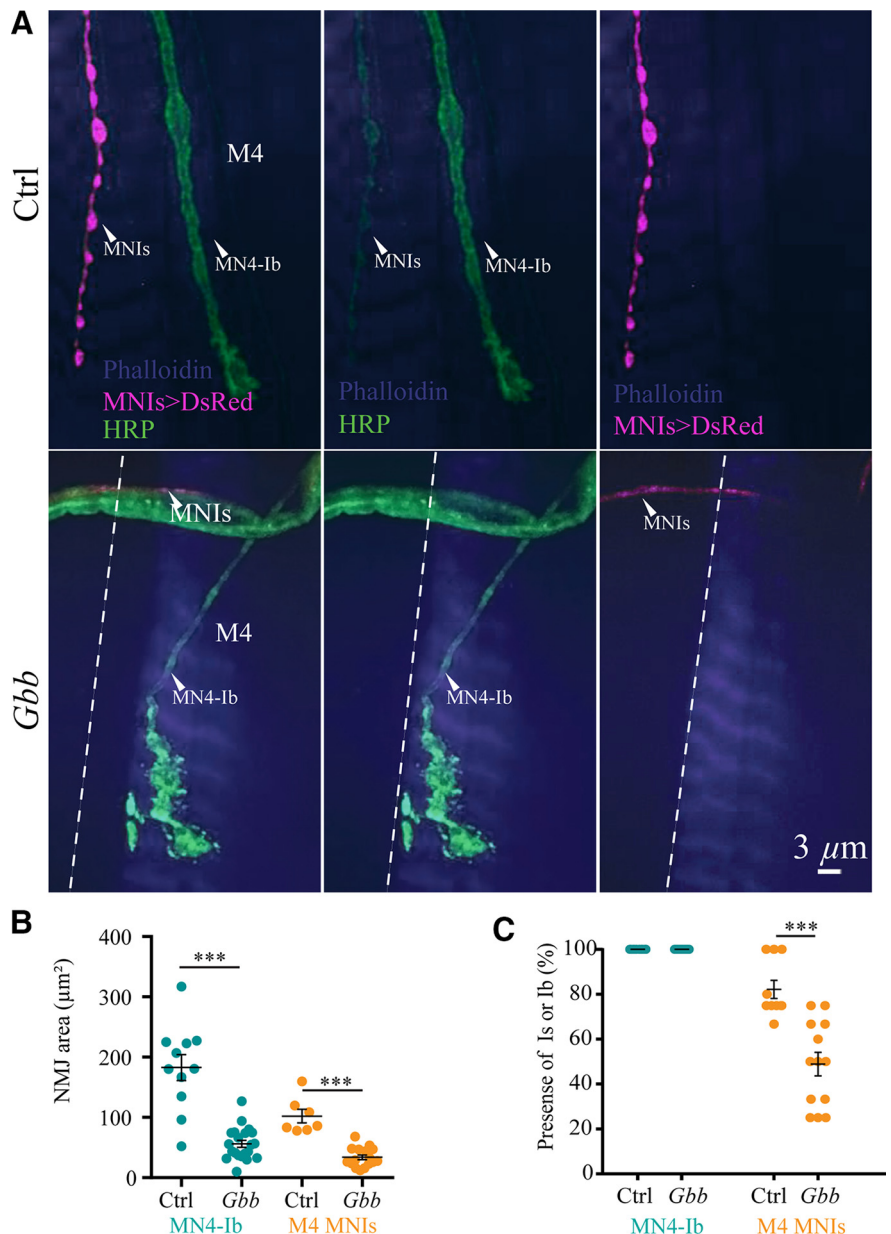 A
Ctrl
M4
MNIs
MN4-Ib
Phalloidin
MNIs>DsRed
HRP
MNIs
MN4-Ib
Phalloidin
HRP
Phalloidin
MNIs>DsRed
Gbb
MNIs
M4
MN4-Ib
MN4-Ib
MNIs
3 µm
B
NMJ area (µm²)
400
300
200
100
0
***
***
Ctrl Gbb Ctrl Gbb
MN4-Ib M4 MNIs
C
Presense of Is or Ib (%)
100
80
60
40
20
0
***
Ctrl Gbb Ctrl Gbb
MN4-Ib M4 MNIs